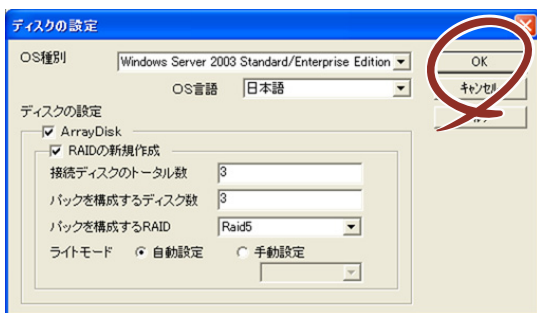 ディスクの設定
OS種別 Windows Server 2003 Standard/Enterprise Edition OK
OS言語 日本語 キャンセル
ディスクの設定
ArrayDisk
RAIDの新規作成
接続ディスクのトータル数 3
パックを構成するディスク数 3
パックを構成するRAID Raid5
ライトモード 自動設定 手動設定